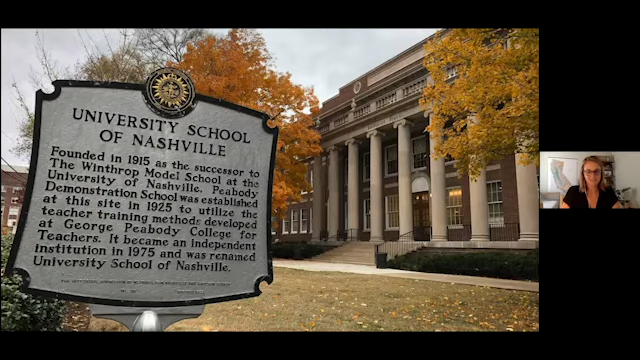 UNIVERSITY SCHOOL
OF NASHVILLE
Founded in 1915 as the successor to
The Winthrop Model School at the
University of Nashville. Peabody
Demonstration School was established
at this site in 1925 to utilize the
teacher training methods developed
at George Peabody College for
Teachers. It became an independent
institution in 1975 and was renamed
University School of Nashville.